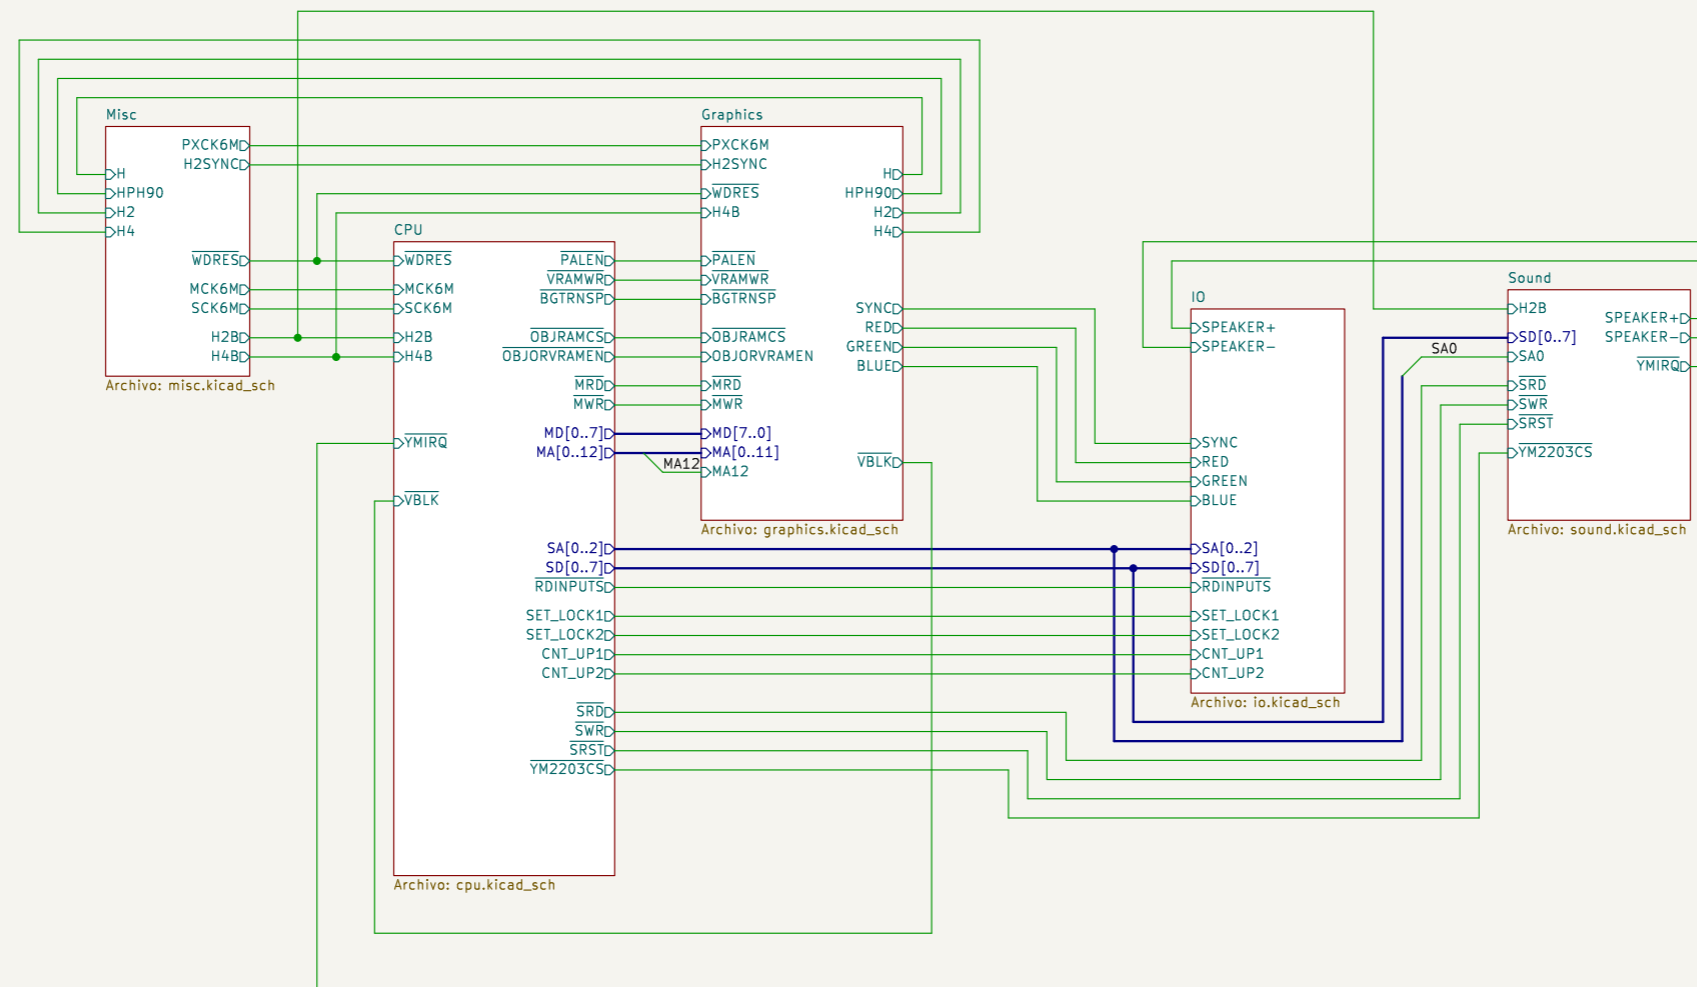 Misc
PXCK6M
H2SYNC
H
HPH90
H2
H4
WDRES
MCK6M
SCK6M
H2B
H4B
Archivo: misc.kicad_sch
CPU
WDRES
MCK6M
SCK6M
H2B
H4B
YMIRQ
VBLK
PALEN
VRAMWR
BGTRNSP
OBJRAMCS
OBJORVRAMEN
MRD
MWR
MD[0..7]
MA[0..12]
SA[0..2]
SD[0..7]
RDINPUTS
SET_LOCK1
SET_LOCK2
CNT_UP1
CNT_UP2
SRD
SWR
SRST
YM2203CS
Archivo: cpu.kicad_sch
MA12
Graphics
PXCK6M
H2SYNC
WDRES
H4B
PALEN
VRAMWR
BGTRNSP
OBJRAMCS
OBJORVRAMEN
MRD
MWR
MD[7..0]
MA[0..11]
MA12
H
HPH90
H2
H4
SYNC
RED
GREEN
BLUE
VBLK
Archivo: graphics.kicad_sch
IO
SPEAKER+
SPEAKER-
SYNC
RED
GREEN
BLUE
SA[0..2]
SD[0..7]
RDINPUTS
SET_LOCK1
SET_LOCK2
CNT_UP1
CNT_UP2
Archivo: io.kicad_sch
SA0
Sound
H2B
SD[0..7]
SA0
SRD
SWR
SRST
YM2203CS
SPEAKER+
SPEAKER-
YMIRQ
Archivo: sound.kicad_sch